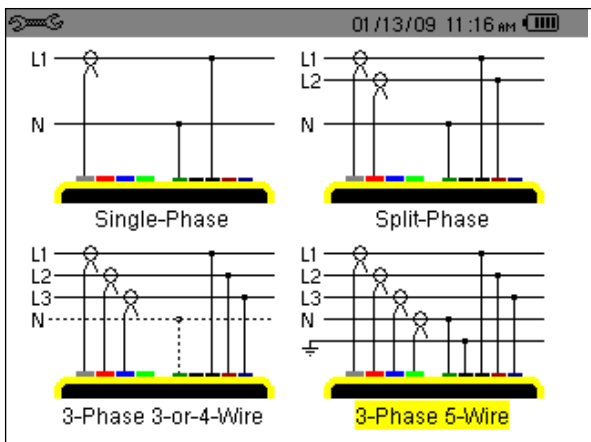 01/13/09 11:16 AM
L1
N
Single-Phase
L1
L2
N
Split-Phase
L1
L2
L3
N
3-Phase 3-or-4-Wire
L1
L2
L3
N
3-Phase 5-Wire